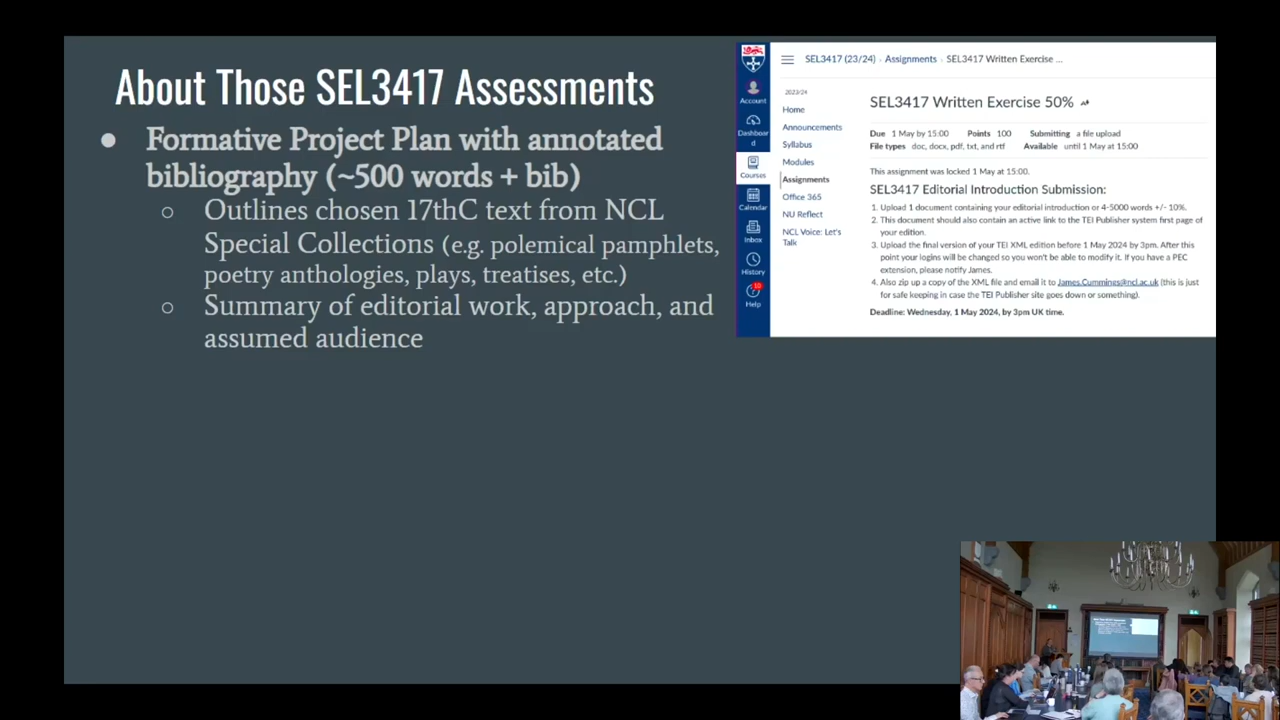 About Those SEL3417 Assessments
● Formative Project Plan with annotated
bibliography (~500 words + bib)
○ Outlines chosen 17thC text from NCL
Special Collections (e.g. polemical pamphlets,
poetry anthologies, plays, treatises, etc.)
○ Summary of editorial work, approach, and
assumed audience
SEL3417 (23/24) › Assignments › SEL3417 Written Exercise ...
Account
Dashboar
d
Courses
Calendar
Inbox
History
10
Help
2023/24
Home
Announcements
Syllabus
Modules
Assignments
Office 365
NU Reflect
NCL Voice: Let's
Talk
SEL3417 Written Exercise 50%
Due 1 May by 15:00 Points 100 Submitting a file upload
File types doc, docx, pdf, txt, and rtf Available until 1 May at 15:00
This assignment was locked 1 May at 15:00.
SEL3417 Editorial Introduction Submission:
1. Upload 1 document containing your editorial introduction or 4-5000 words +/- 10%.
2. This document should also contain an active link to the TEI Publisher system first page of
your edition.
3. Upload the final version of your TEI XML edition before 1 May 2024 by 3pm. After this
point your logins will be changed so you won't be able to modify it. If you have a PEC
extension, please notify James.
4. Also zip up a copy of the XML file and email it to James.Cummings@ncl.ac.uk (this is just
for safe keeping in case the TEI Publisher site goes down or something).
Deadline: Wednesday, 1 May 2024, by 3pm UK time.